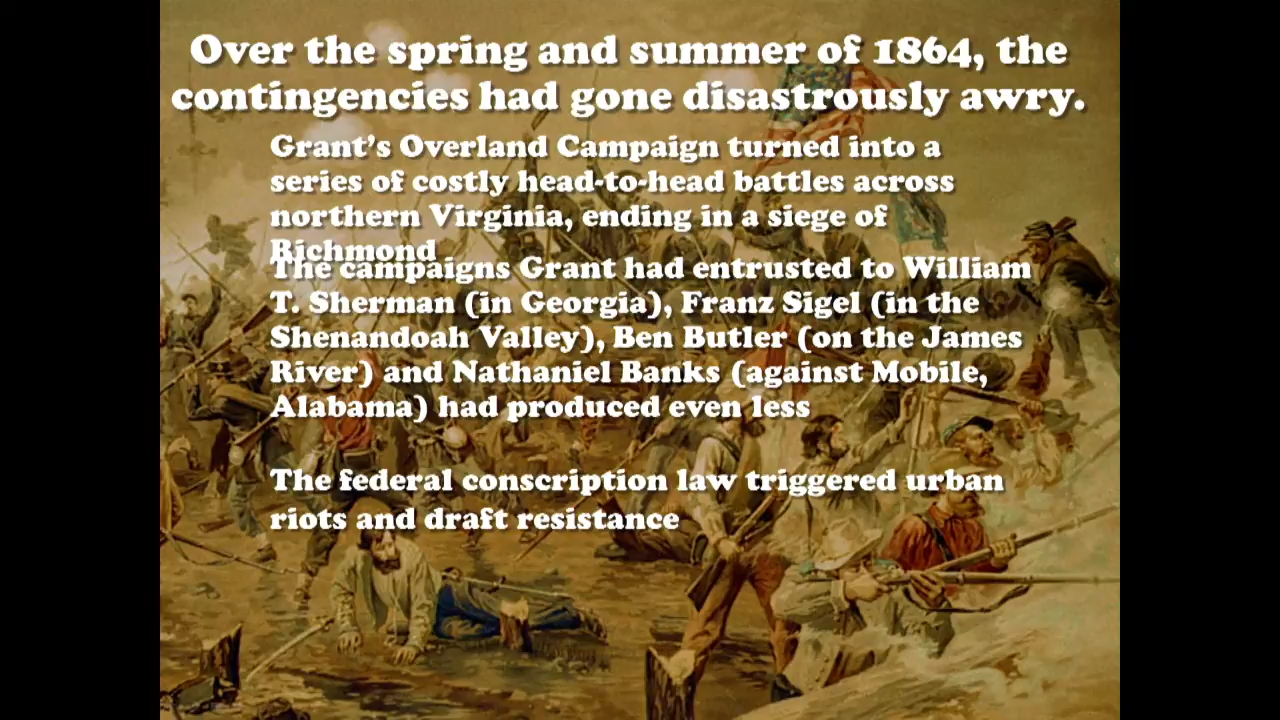 Over the spring and summer of 1864, the
contingencies had gone disastrously awry.
Grant's Overland Campaign turned into a
series of costly head-to-head battles across
northern Virginia, ending in a siege of
Richmond
The campaigns Grant had entrusted to William
T. Sherman (in Georgia), Franz Sigel (in the
Shenandoah Valley), Ben Butler (on the James
River) and Nathaniel Banks (against Mobile,
Alabama) had produced even less
The federal conscription law triggered urban
riots and draft resistance